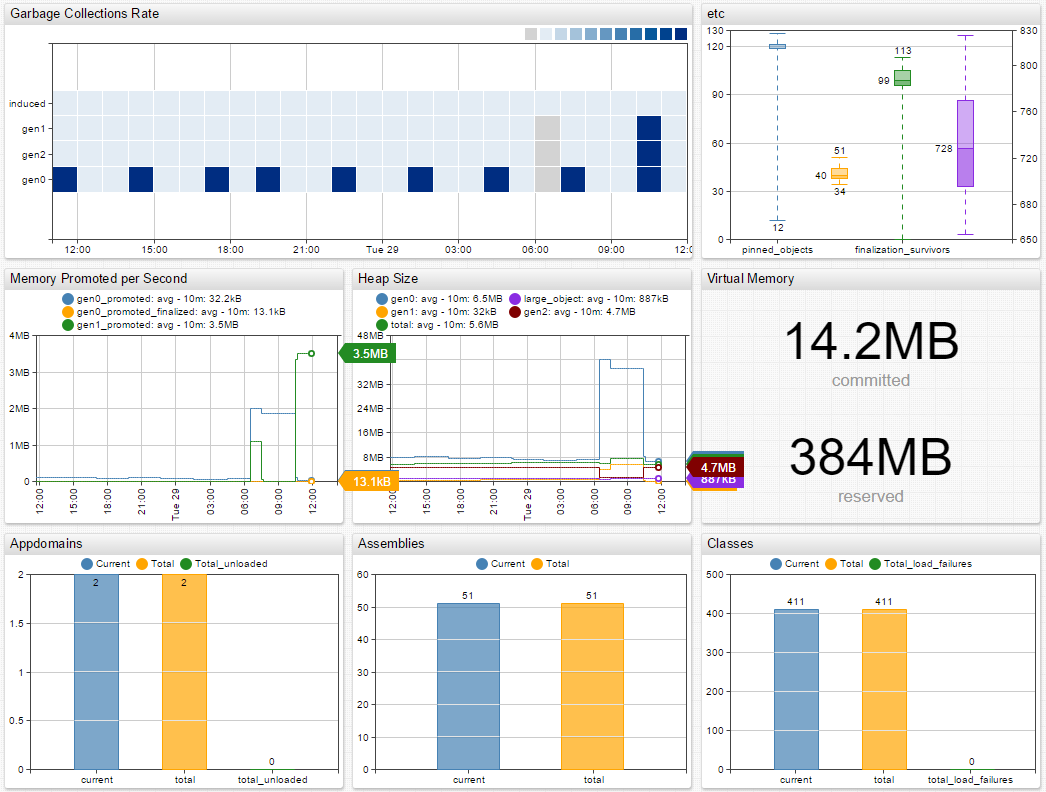 Garbage Collections Rate
induced
gen1
gen2
gen0
12:00 15:00 18:00 21:00 Tue 29 03:00 06:00 09:00 12:0
etc
130
120
90
60
30
0
830
800
760
720
680
650
12
51
40
34
113
99
728
pinned_objects finalization_survivors
Memory Promoted per Second
gen0_promoted: avg - 10m: 32.2kB
gen0_promoted_finalized: avg - 10m: 13.1kB
gen1_promoted: avg - 10m: 3.5MB
4MB
3MB
2MB
1MB
0
3.5MB
13.1kB
12:00 15:00 18:00 21:00 Tue 29 03:00 06:00 09:00 12:00
Heap Size
gen0: avg - 10m: 6.5MB large_object: avg - 10m: 887kB
gen1: avg - 10m: 32kB gen2: avg - 10m: 4.7MB
total: avg - 10m: 5.6MB
48MB
32MB
24MB
16MB
8MB
4.7MB
887kB
12:00 15:00 18:00 21:00 Tue 29 03:00 06:00 09:00 12:00
Virtual Memory
14.2MB
committed
384MB
reserved
Appdomains
Current Total Total_unloaded
2
1.5
1
0.5
0
2 2 0
current total total_unloaded
Assemblies
Current Total
60
50
40
30
20
10
0
51 51
current total
Classes
Current Total Total_load_failures
500
400
300
200
100
0
411 411 0
current total total_load_failures